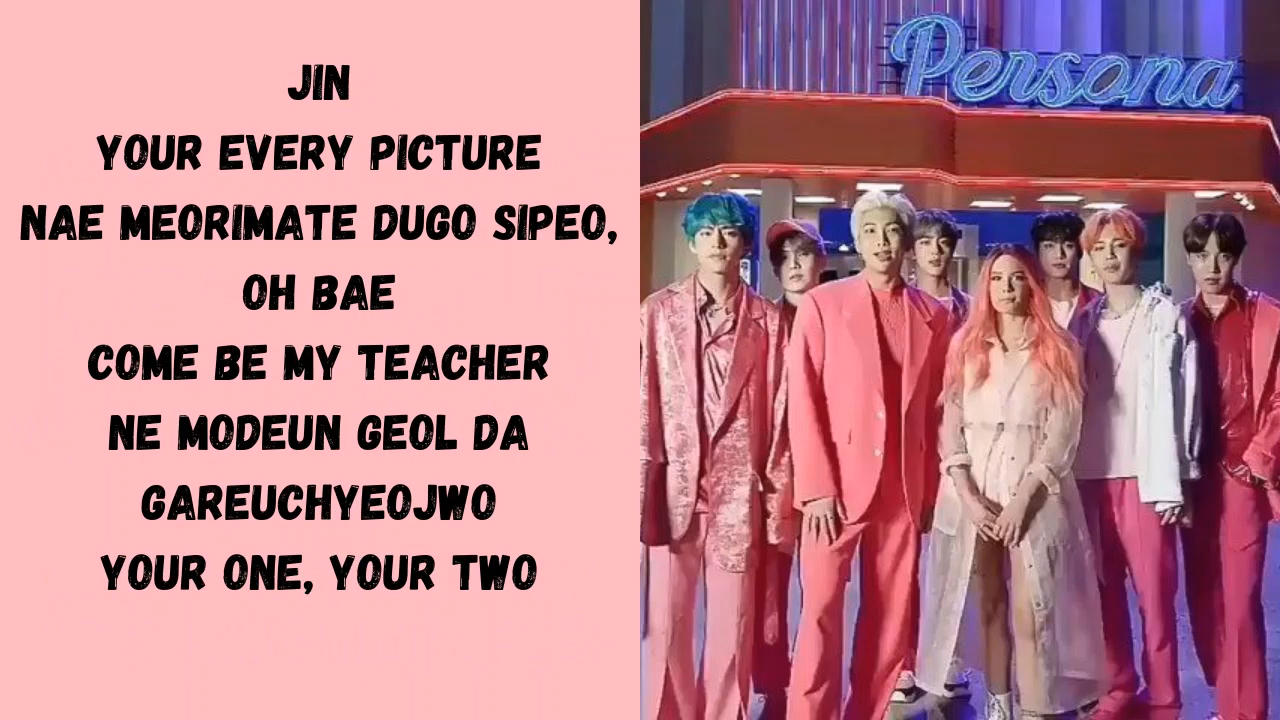 JIN
YOUR EVERY PICTURE
NAE MEORIMATE DUGO SIPEO,
OH BAE
COME BE MY TEACHER
NE MODEUN GEOL DA
GAREUCHYEOJWO
YOUR ONE, YOUR TWO
Persona